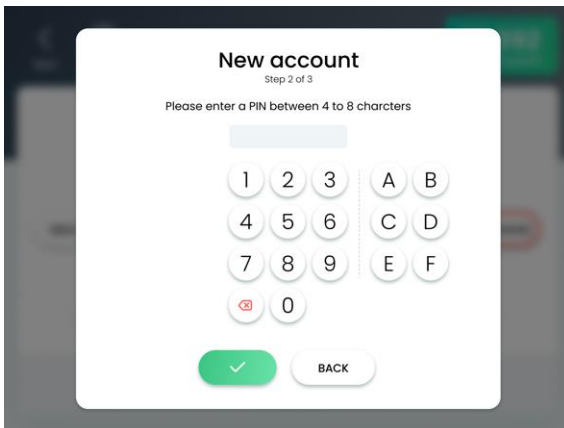 New account
Step 2 of 3
Please enter a PIN between 4 to 8 charcters
1 2 3 A B
4 5 6 C D
7 8 9 E F
0
BACK